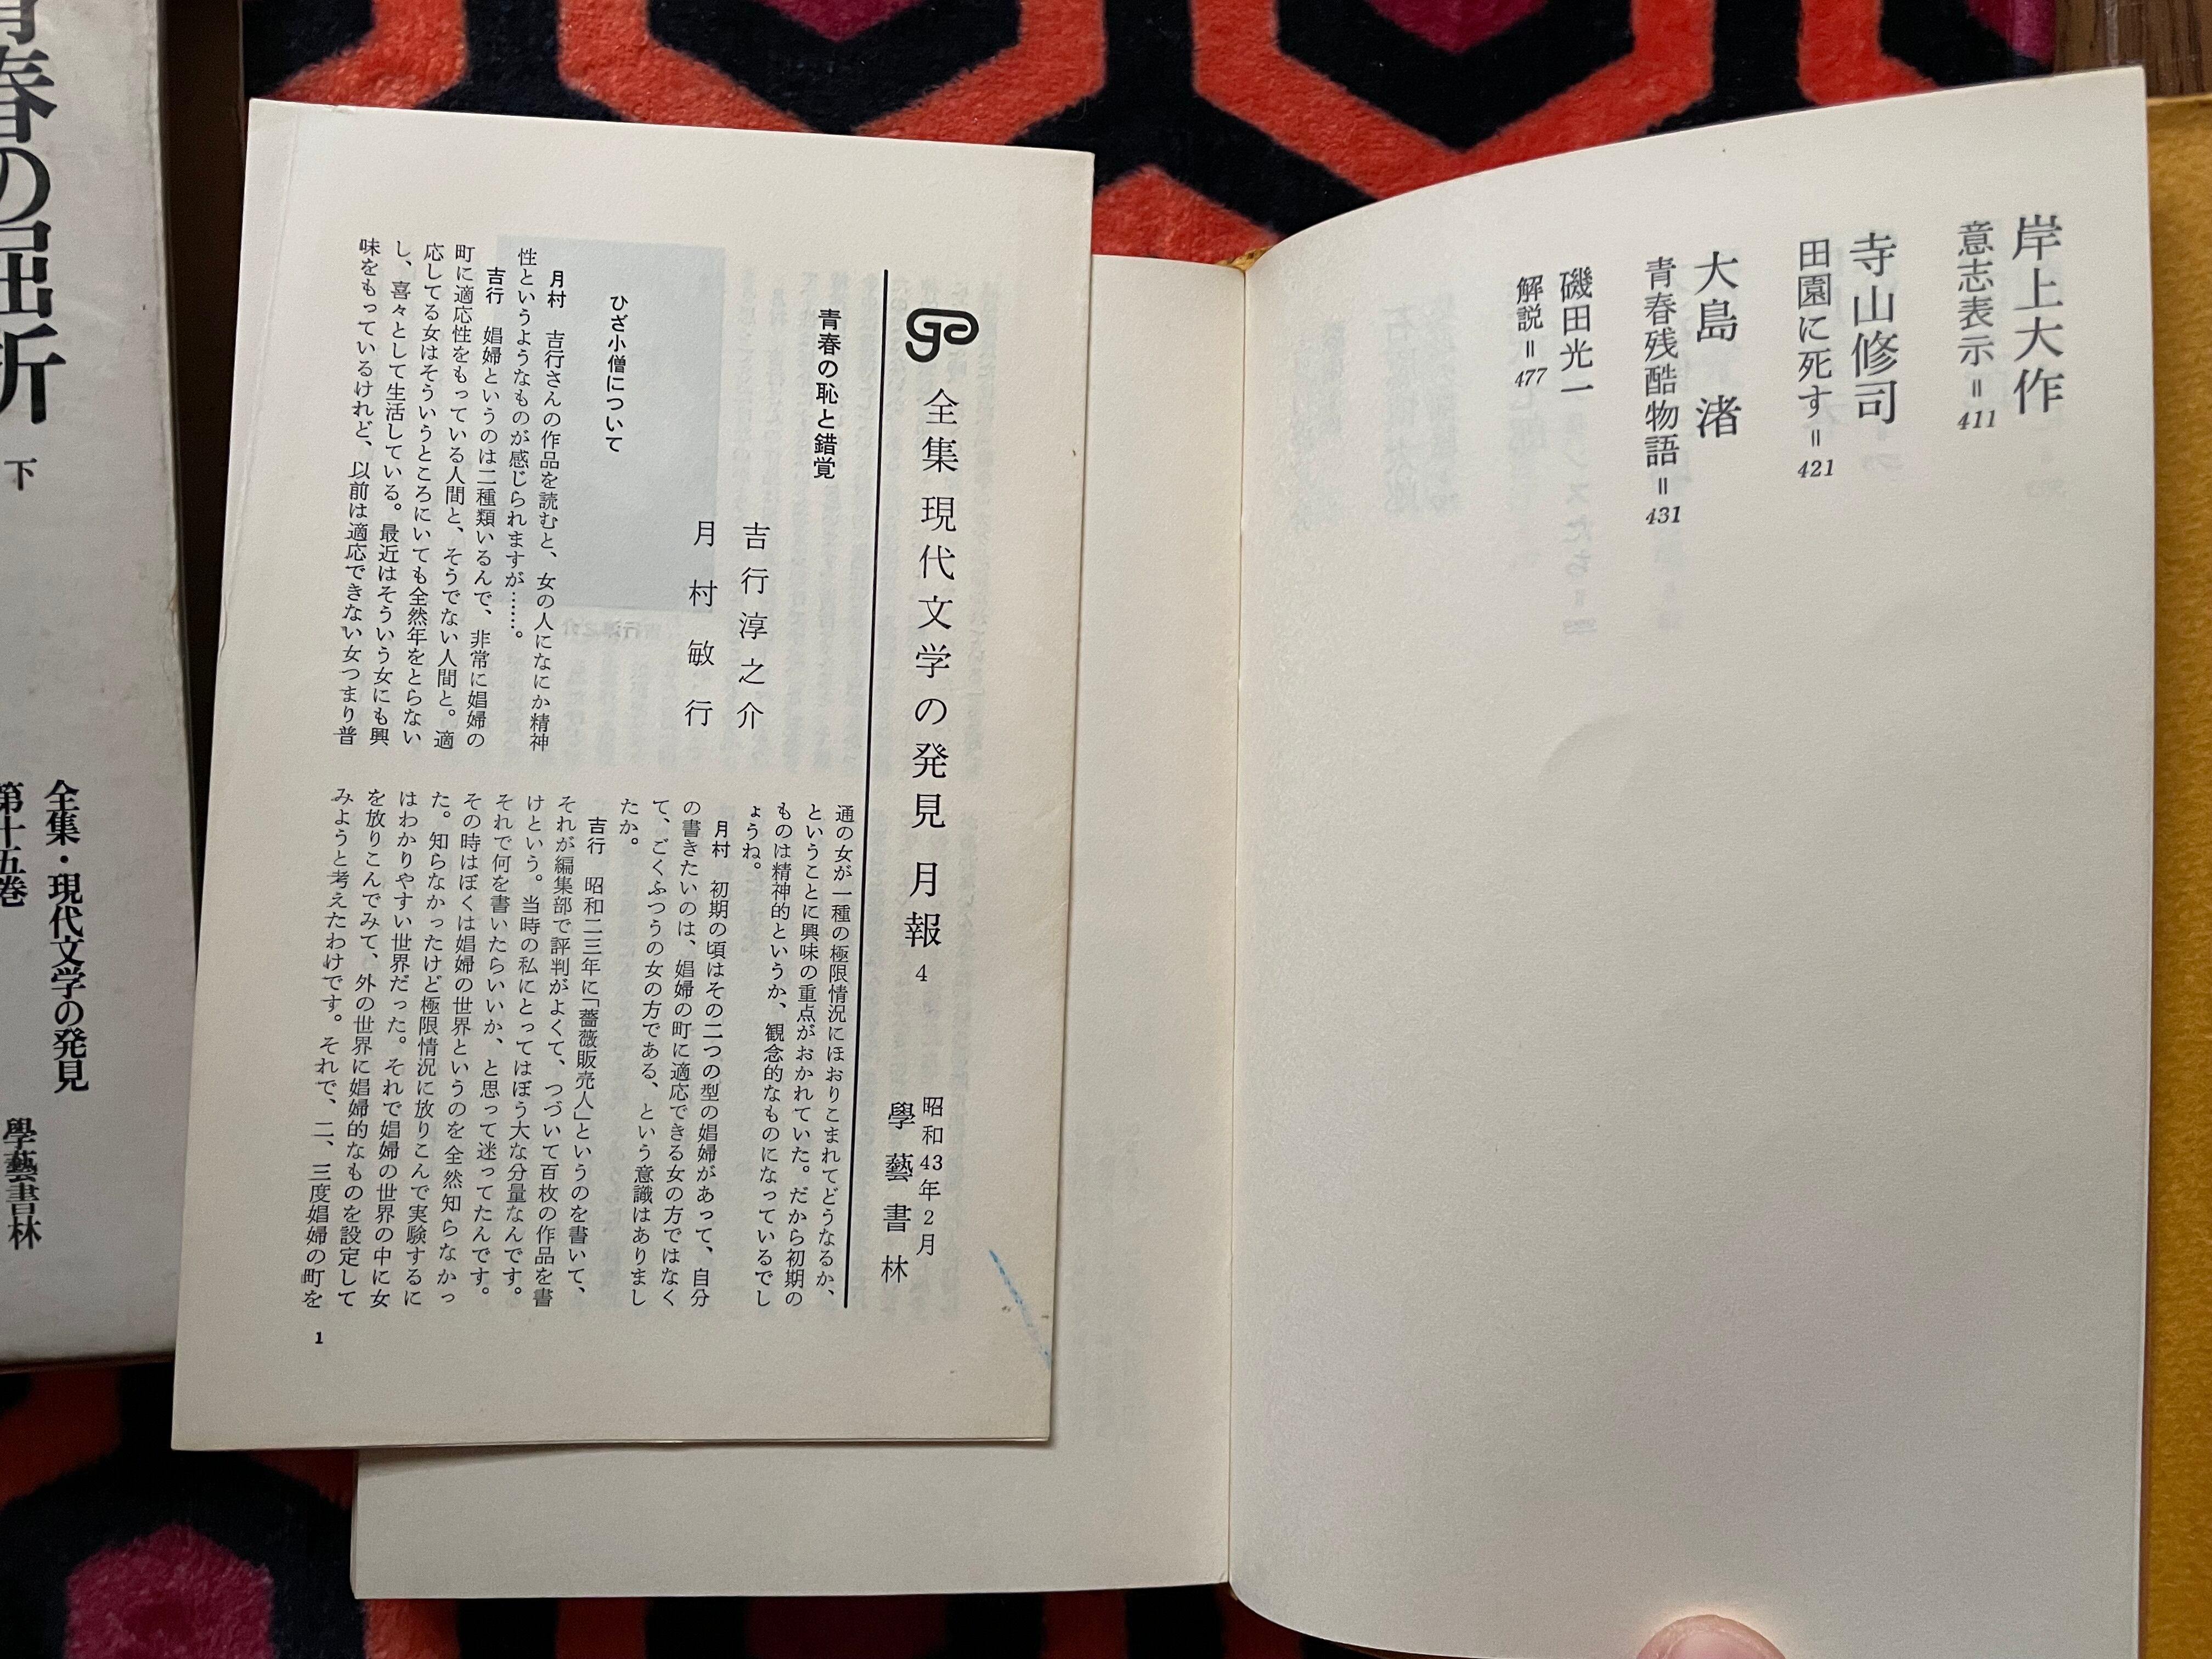 岸上大作
意志表示＝411
寺山修司
田園に死す＝421
大島　渚
青春残酷物語＝431
磯田光一
解説＝477
全集 現代文学の発見 月報 4
昭和43年2月
學藝書林
青春の恥と錯覚
吉行淳之介
月村敏行
ひざ小僧について
月村　吉行さんの作品を読むと、女の人になにか精神
性というようなものが感じられますが……。
吉行　娼婦というのは二種類いるんで、非常に娼婦の
町に適応性をもっている人間と、そうでない人間と。適
応してる女はそういうところにいても全然年をとらない
し、喜々として生活している。最近はそういう女にも興
味をもっているけれど、以前は適応できない女つまり普
通の女が一種の極限情況にほおりこまれてどうなるか、
ということに興味の重点がおかれていた。だから初期の
ものは精神的というか、観念的なものになっているでし
ょうね。
月村　初期の頃はその二つの型の娼婦があって、自分
の書きたいのは、娼婦の町に適応できる女の方ではなく
て、ごくふつうの女の方である、という意識はありまし
たか。
吉行　昭和二三年に「薔薇販売人」というのを書いて、
それが編集部で評判がよくて、つづいて百枚の作品を書
けという。当時の私にとってはぼう大な分量なんです。
それで何を書いたらいいか、と思って迷ってたんです。
その時はぼくは娼婦の世界というのを全然知らなかっ
た。知らなかったけど極限情況に放りこんで実験するに
はわかりやすい世界だった。それで娼婦の世界の中に女
を放りこんでみて、外の世界に娼婦的なものを設定して
みようと考えたわけです。それで、二、三度娼婦の町を
1
青春の屈折 下
全集・現代文学の発見
第十五巻
學藝書林